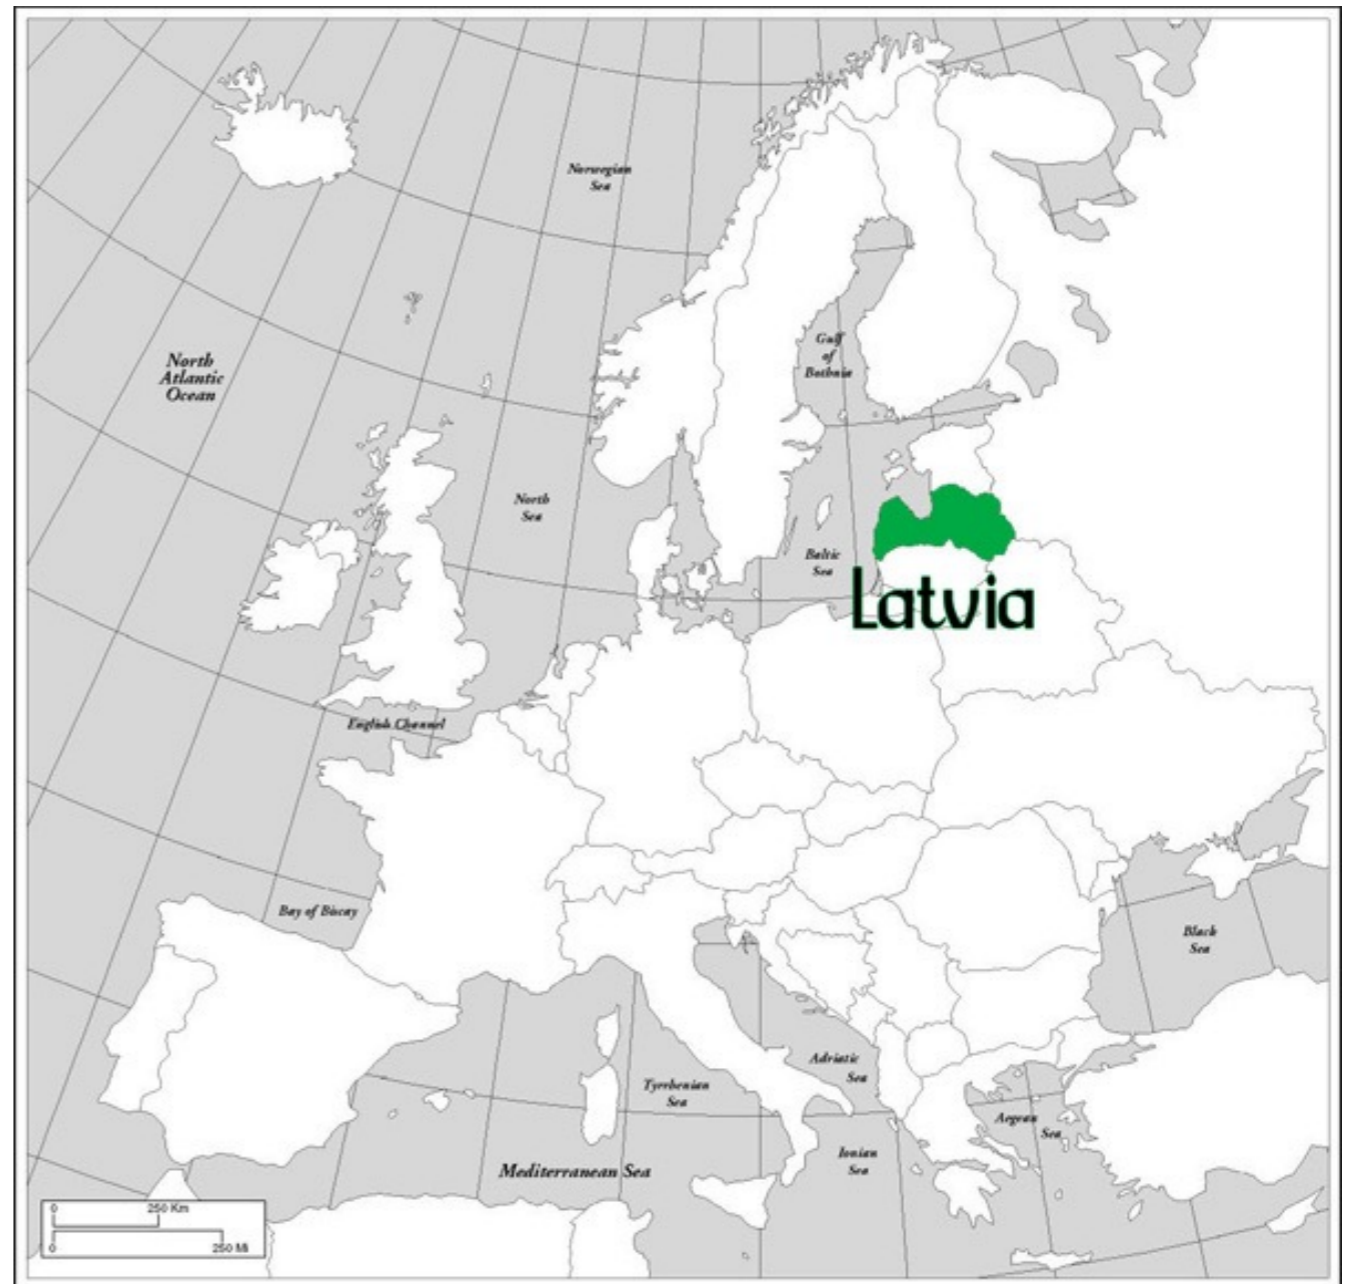 Norwegian
Sea
North
Atlantic
Ocean
Gulf
of
Bothnia
North
Sea
Baltic
Sea
Latvia
English Channel
Bay of Biscay
Black
Sea
Adriatic
Sea
Tyrrhenian
Sea
Aegean
Sea
Ionian
Sea
Mediterranean Sea
0 250 Km
0 250 Mi